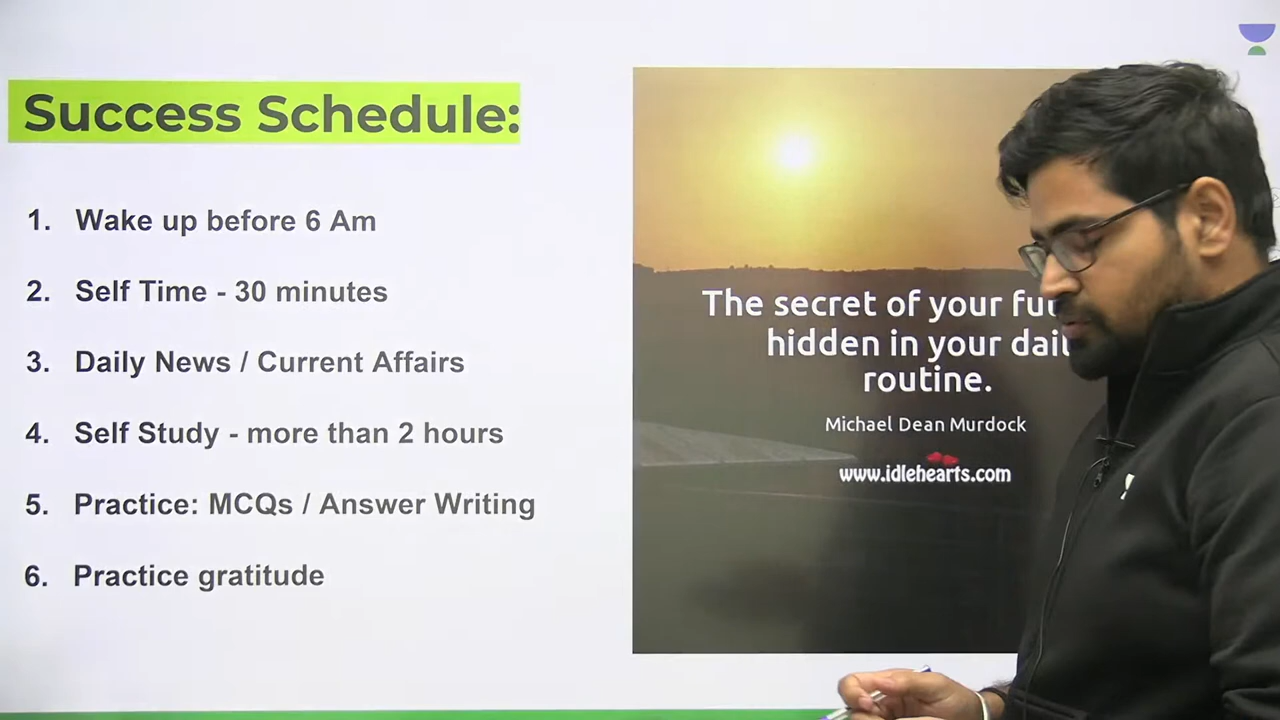 Success Schedule:
1. Wake up before 6 Am
2. Self Time - 30 minutes
3. Daily News / Current Affairs
4. Self Study - more than 2 hours
5. Practice: MCQs / Answer Writing
6. Practice gratitude
The secret of your
hidden in your
routine.
Michael Dean Murdock
www.idlehearts.com